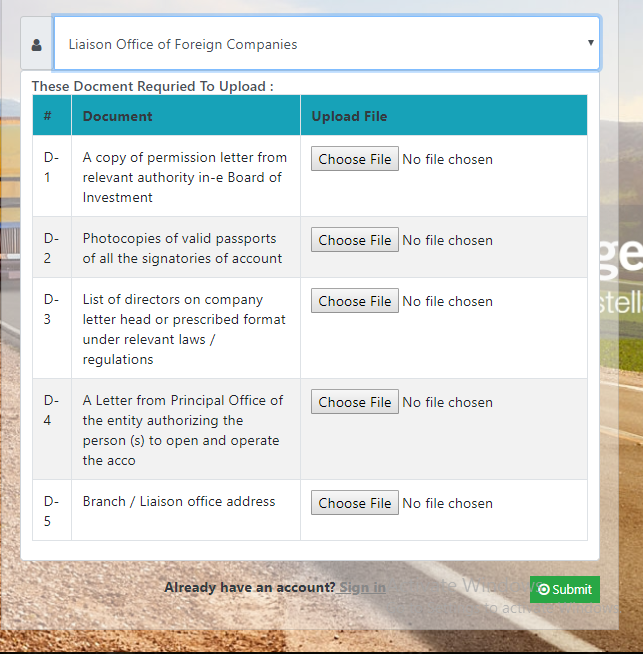 Liaison Office of Foreign Companies
These Docment Requried To Upload :
# Document Upload File
D-1 A copy of permission letter from
relevant authority in-e Board of
Investment
Choose File No file chosen
D-2 Photocopies of valid passports
of all the signatories of account
Choose File No file chosen
D-3 List of directors on company
letter head or prescribed format
under relevant laws /
regulations
Choose File No file chosen
D-4 A Letter from Principal Office of
the entity authorizing the
person (s) to open and operate
the acco
Choose File No file chosen
D-5 Branch / Liaison office address
Choose File No file chosen
ge
stell
Already have an account? Sign in
Submit
to acti